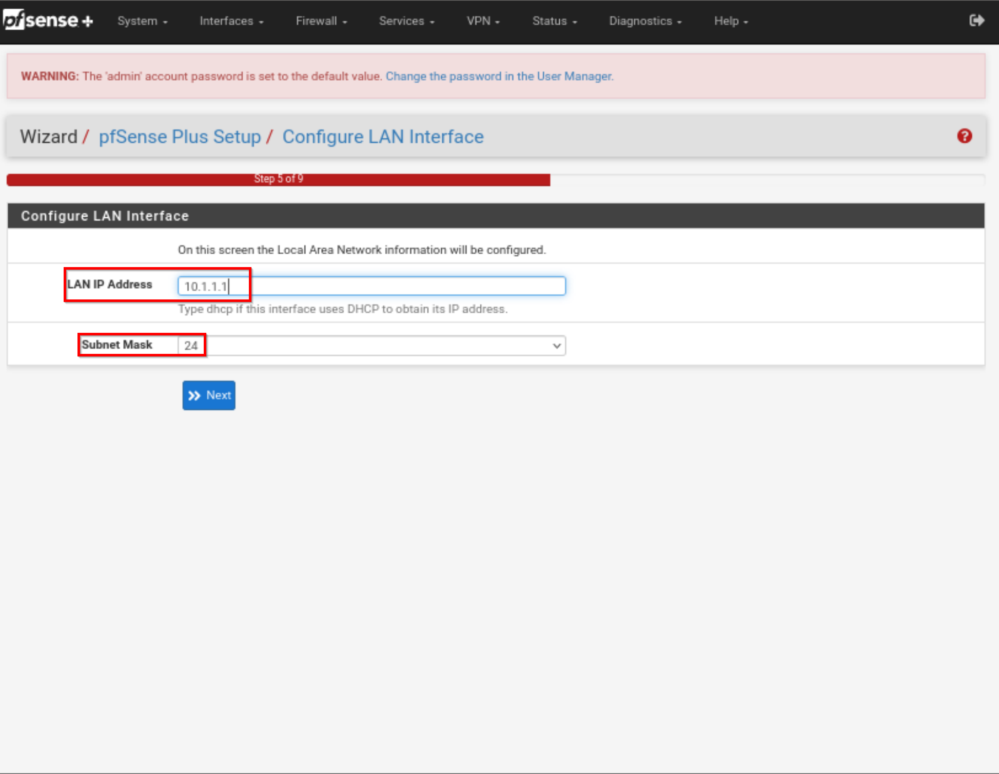 pfsense +
System
Interfaces
Firewall
Services
VPN
Status
Diagnostics
Help
WARNING: The 'admin' account password is set to the default value. Change the password in the User Manager.
Wizard / pfSense Plus Setup / Configure LAN Interface
?
Step 5 of 9
Configure LAN Interface
On this screen the Local Area Network information will be configured.
LAN IP Address 10.1.1.1
Type dhcp if this interface uses DHCP to obtain its IP address.
Subnet Mask 24
Next